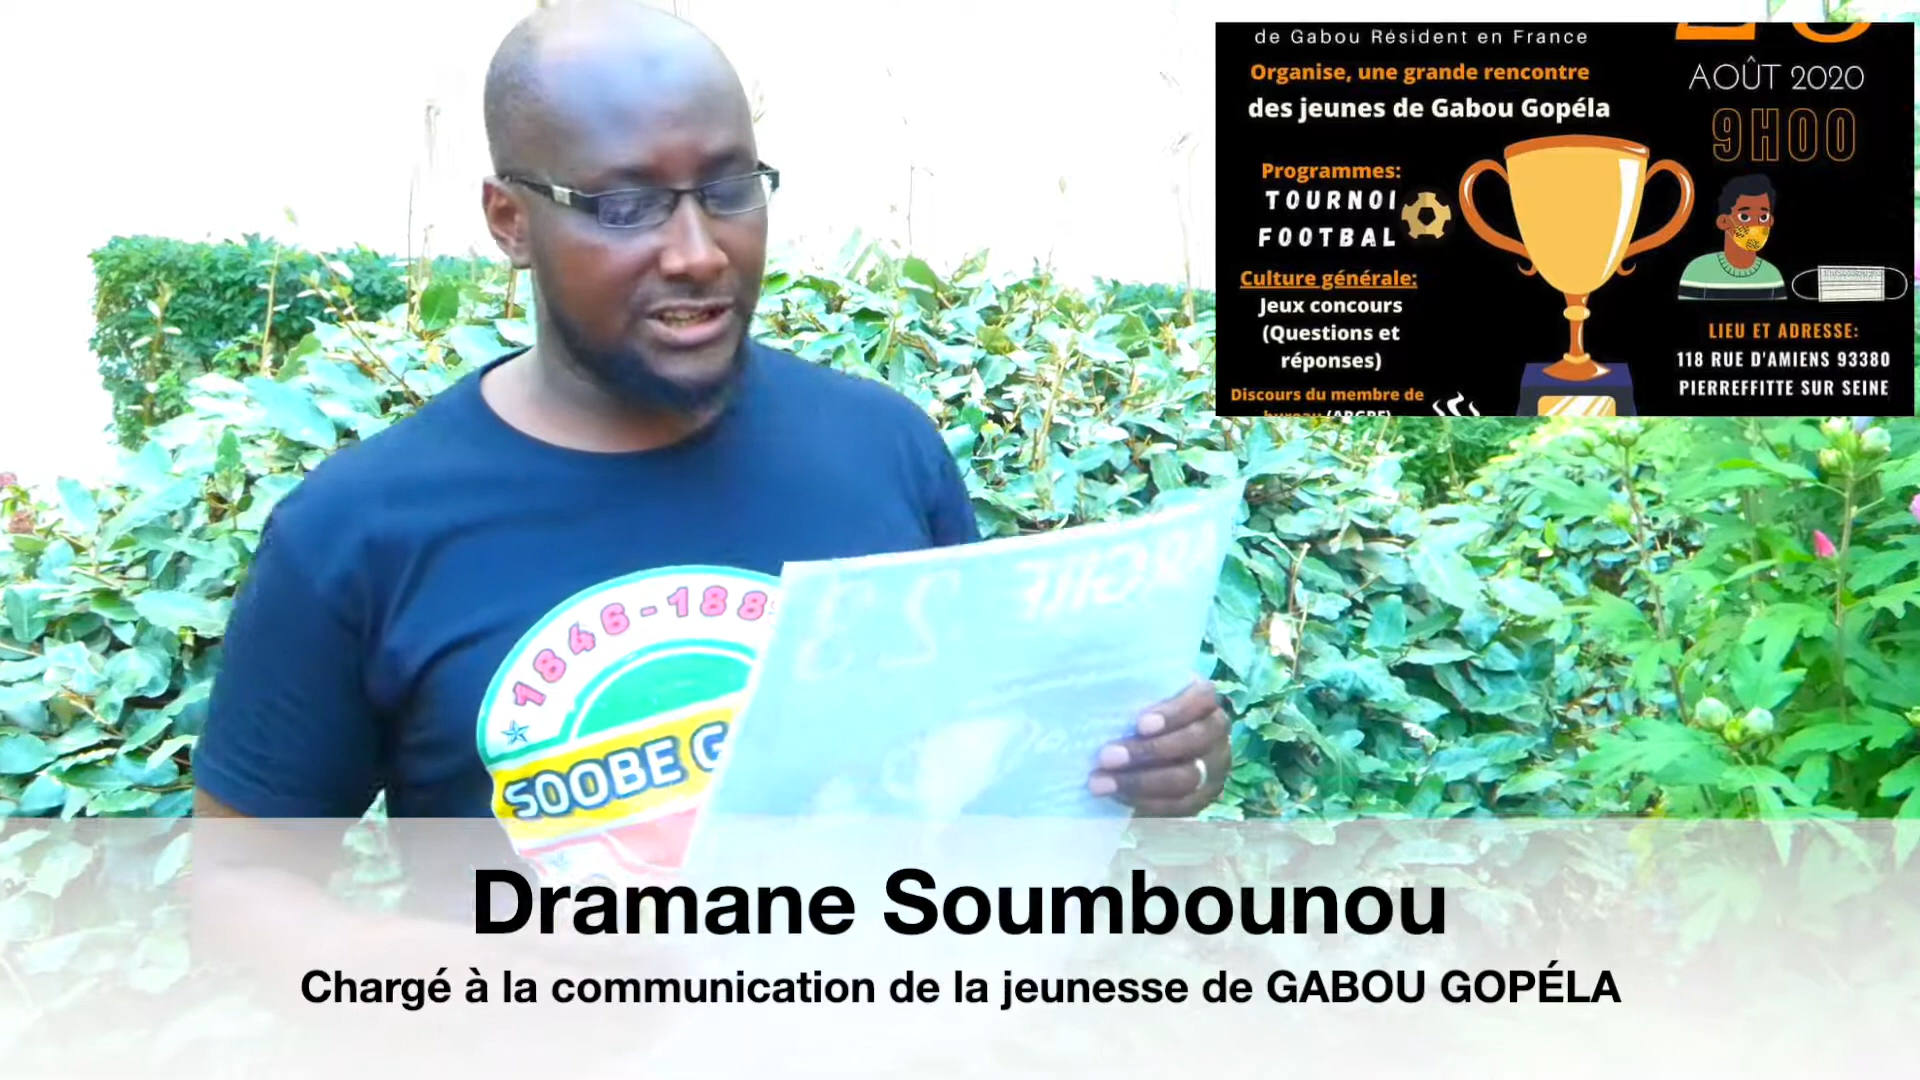 de Gabou Résident en France
Organise, une grande rencontre
des jeunes de Gabou Gopéla
Programmes:
TOURNOI
FOOTBAL
Culture générale:
Jeux concours
(Questions et
réponses)
Discours du membre de
AOÛT 2020
9H00
LIEU ET ADRESSE:
118 RUE D'AMIENS 93380
PIERREFFITTE SUR SEINE
1846-188
SOOBE G
23
Dramane Soumbounou
Chargé à la communication de la jeunesse de GABOU GOPÉLA